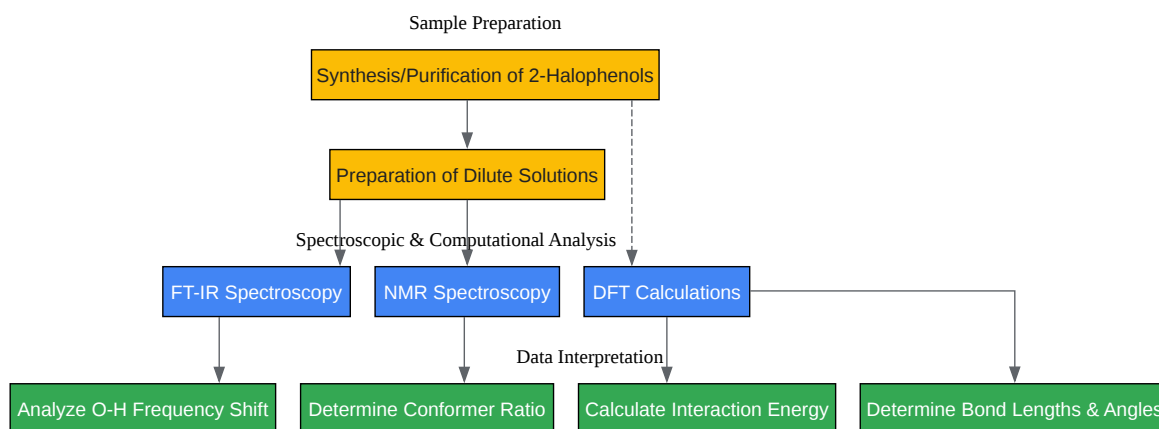 Sample Preparation
Synthesis/Purification of 2-Halophenols
Preparation of Dilute Solutions
Spectroscopic & Computational Analysis
FT-IR Spectroscopy
NMR Spectroscopy
DFT Calculations
Data Interpretation
Analyze O-H Frequency Shift
Determine Conformer Ratio
Calculate Interaction Energy
Determine Bond Lengths & Angles